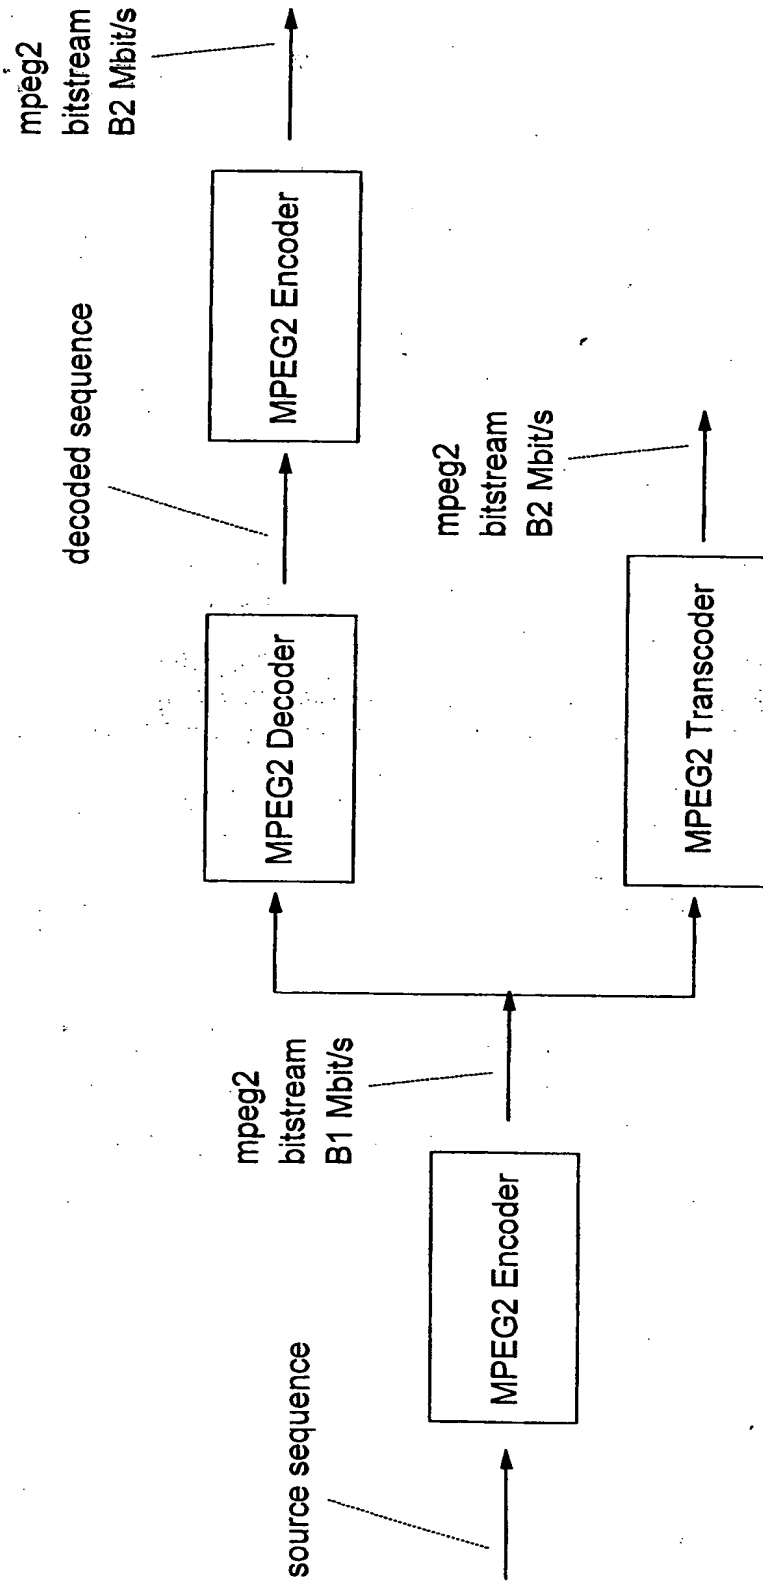 source sequence
MPEG2 Encoder
mpeg2
bitstream
B1 Mbit/s
MPEG2 Decoder
decoded sequence
MPEG2 Encoder
mpeg2
bitstream
B2 Mbit/s
MPEG2 Transcoder
mpeg2
bitstream
B2 Mbit/s